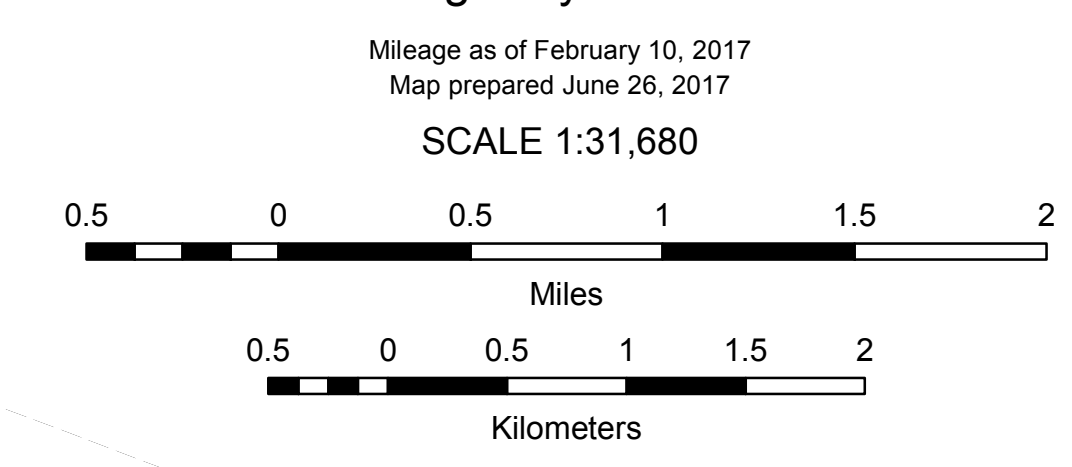 Mileage as of February 10, 2017
Map prepared June 26, 2017
SCALE 1:31,680
0.5 0 0.5 1 1.5 2
Miles
0.5 0 0.5 1 1.5 2
Kilometers